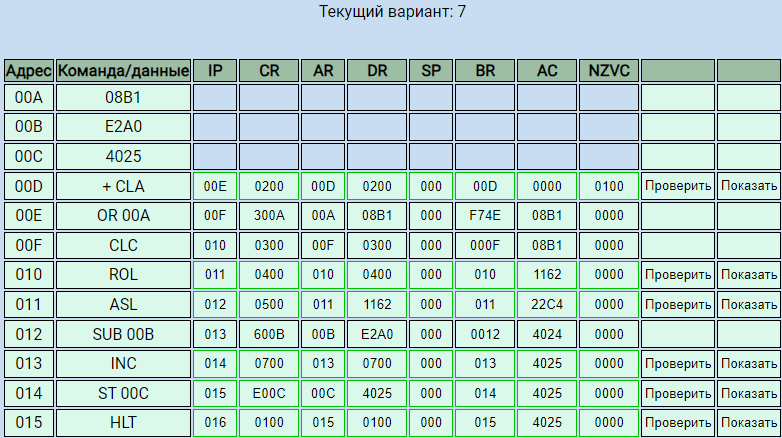 Текущий вариант: 7
Адрес Команда/данные IP CR AR DR SP BR AC NZVC
00A 08B1
00B E2A0
00C 4025
00D + CLA 00E 0200 00D 0200 000 00D 0000 0100 Проверить Показать
00E OR 00A 00F 300A 00A 08B1 000 F74E 08B1 0000
00F CLC 010 0300 00F 0300 000 000F 08B1 0000
010 ROL 011 0400 010 0400 000 010 1162 0000 Проверить Показать
011 ASL 012 0500 011 1162 000 011 22C4 0000 Проверить Показать
012 SUB 00B 013 600B 00B E2A0 000 0012 4024 0000
013 INC 014 0700 013 0700 000 013 4025 0000 Проверить Показать
014 ST 00C 015 E00C 00C 4025 000 014 4025 0000 Проверить Показать
015 HLT 016 0100 015 0100 000 015 4025 0000 Проверить Показать